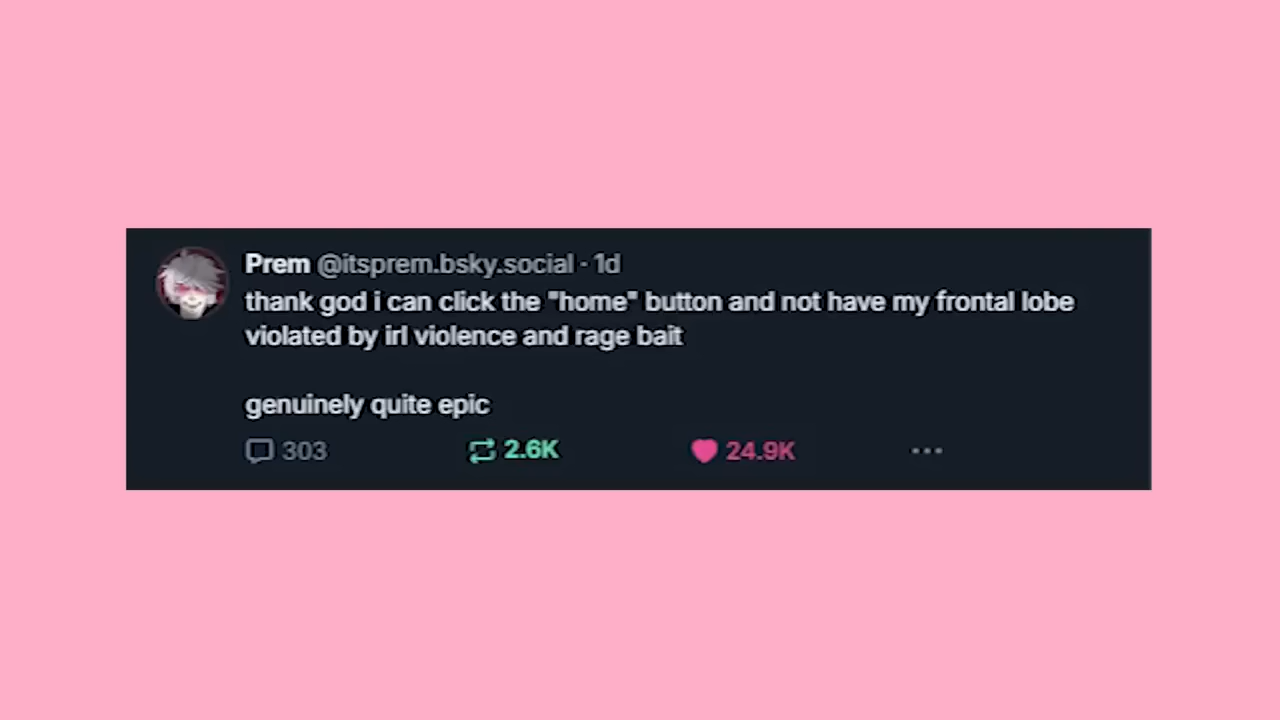 Prem @itsprem.bsky.social · 1d
thank god i can click the "home" button and not have my frontal lobe
violated by irl violence and rage bait
genuinely quite epic
303 2.6K 24.9K